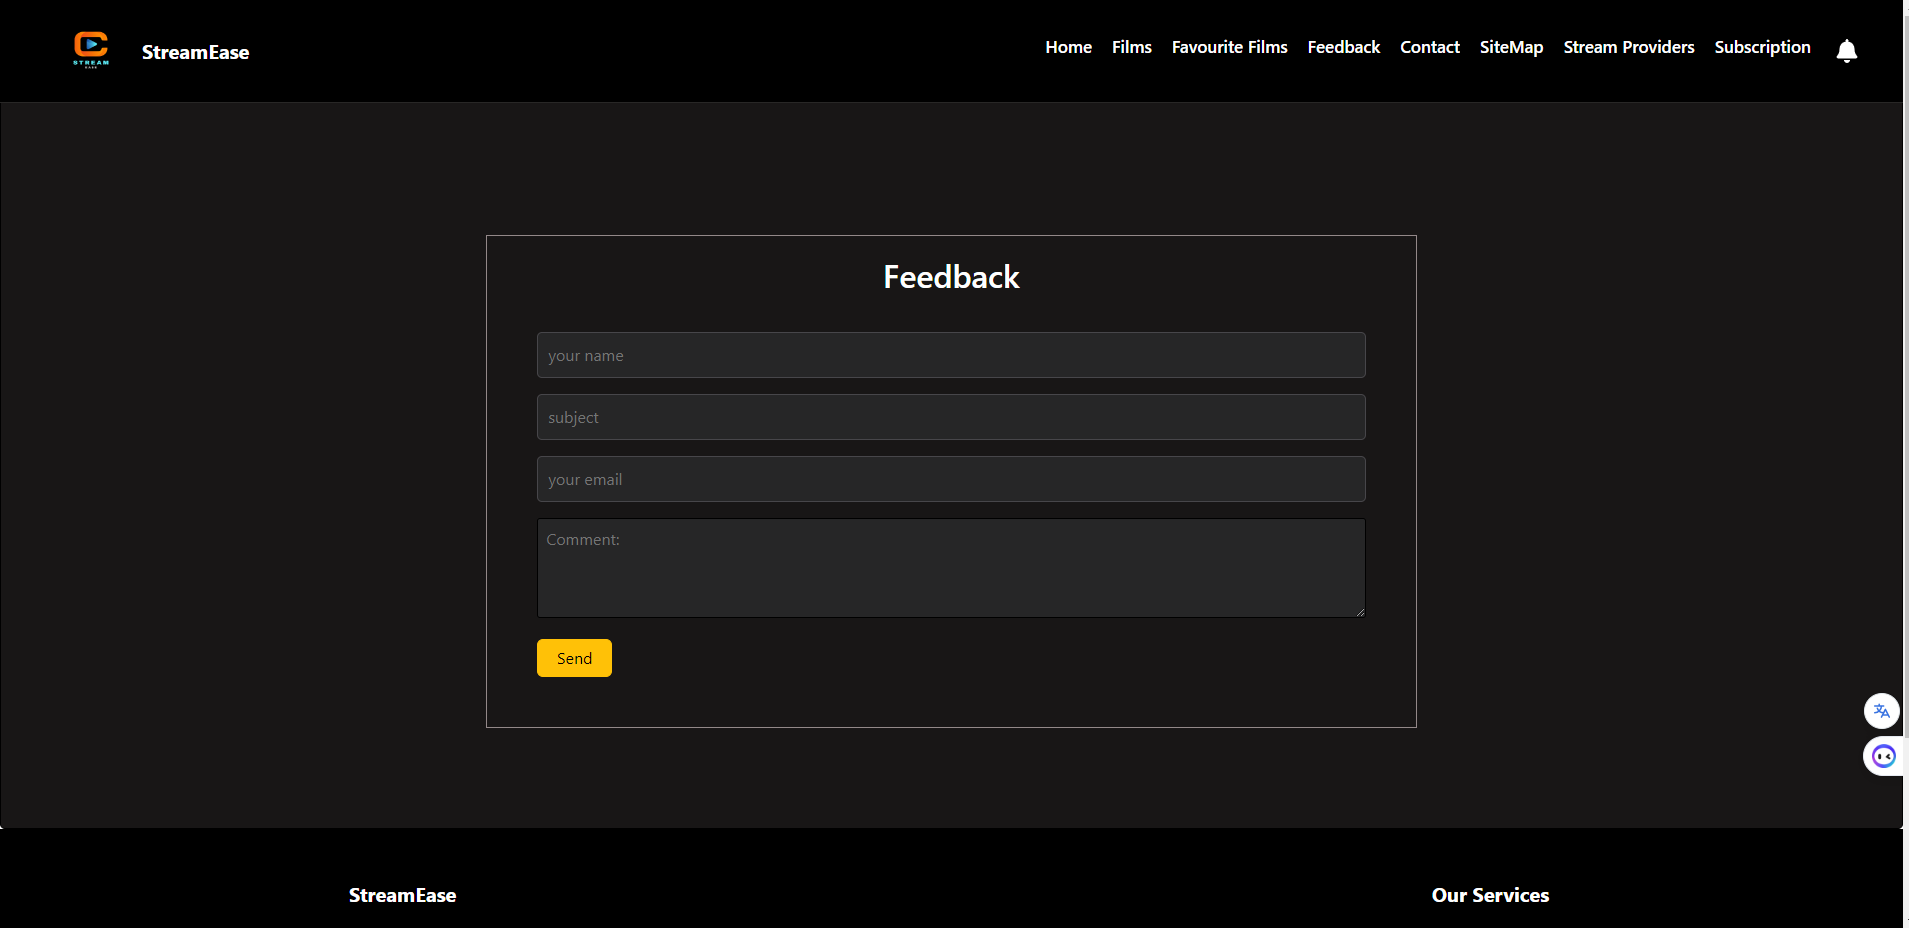 STREAM
EASE
StreamEase
Home Films Favourite Films Feedback Contact SiteMap Stream Providers Subscription
Feedback
your name
subject
your email
Comment:
Send
StreamEase
Our Services